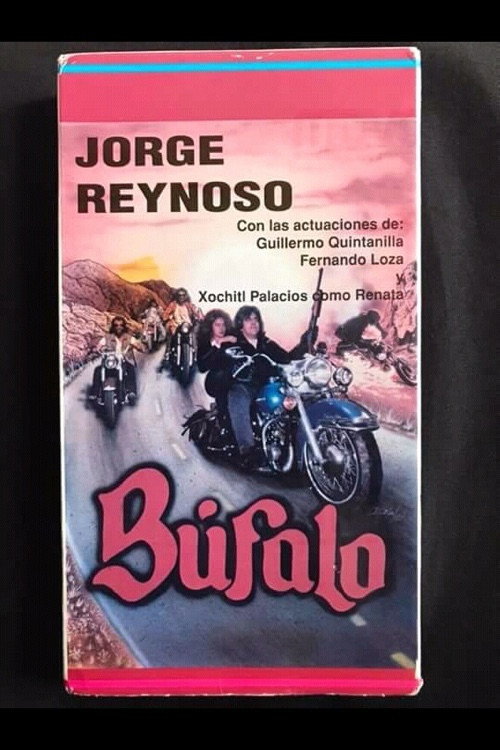 JORGE
REYNOSO
Con las actuaciones de:
Guillermo Quintanilla
Fernando Loza
y
Xochitl Palacios como Renata
Búfalo